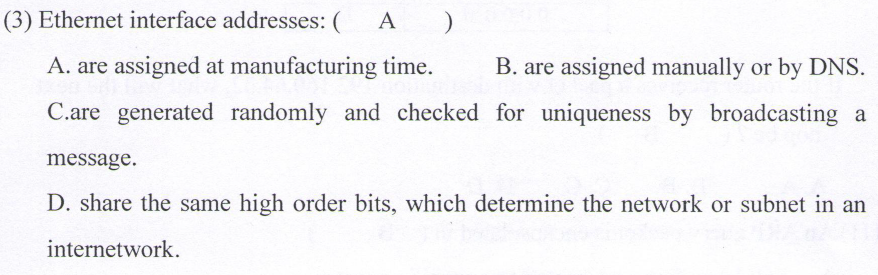 (3) Ethernet interface addresses: ( A )
A. are assigned at manufacturing time. B. are assigned manually or by DNS.
C.are generated randomly and checked for uniqueness by broadcasting a
message.
D. share the same high order bits, which determine the network or subnet in an
internetwork.